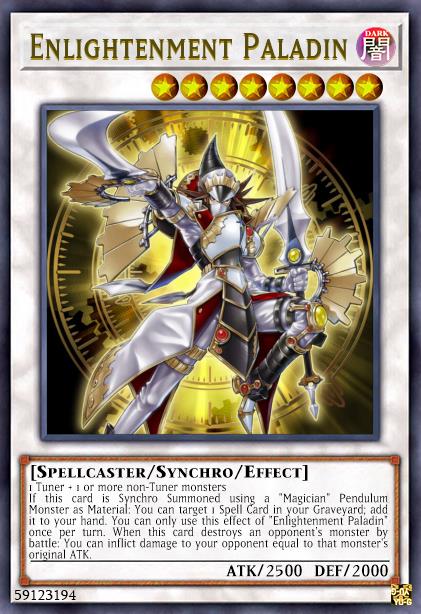 ENLIGHTENMENT PALADIN
DARK
闇
[SPELLCASTER/SYNCHRO/EFFECT]
1 Tuner + 1 or more non-Tuner monsters
If this card is Synchro Summoned using a "Magician" Pendulum
Monster as Material: You can target 1 Spell Card in your Graveyard; add
it to your hand. You can only use this effect of "Enlightenment Paladin"
once per turn. When this card destroys an opponent's monster by
battle: You can inflict damage to your opponent equal to that monster's
original ATK.
ATK/2500 DEF/2000
59123194